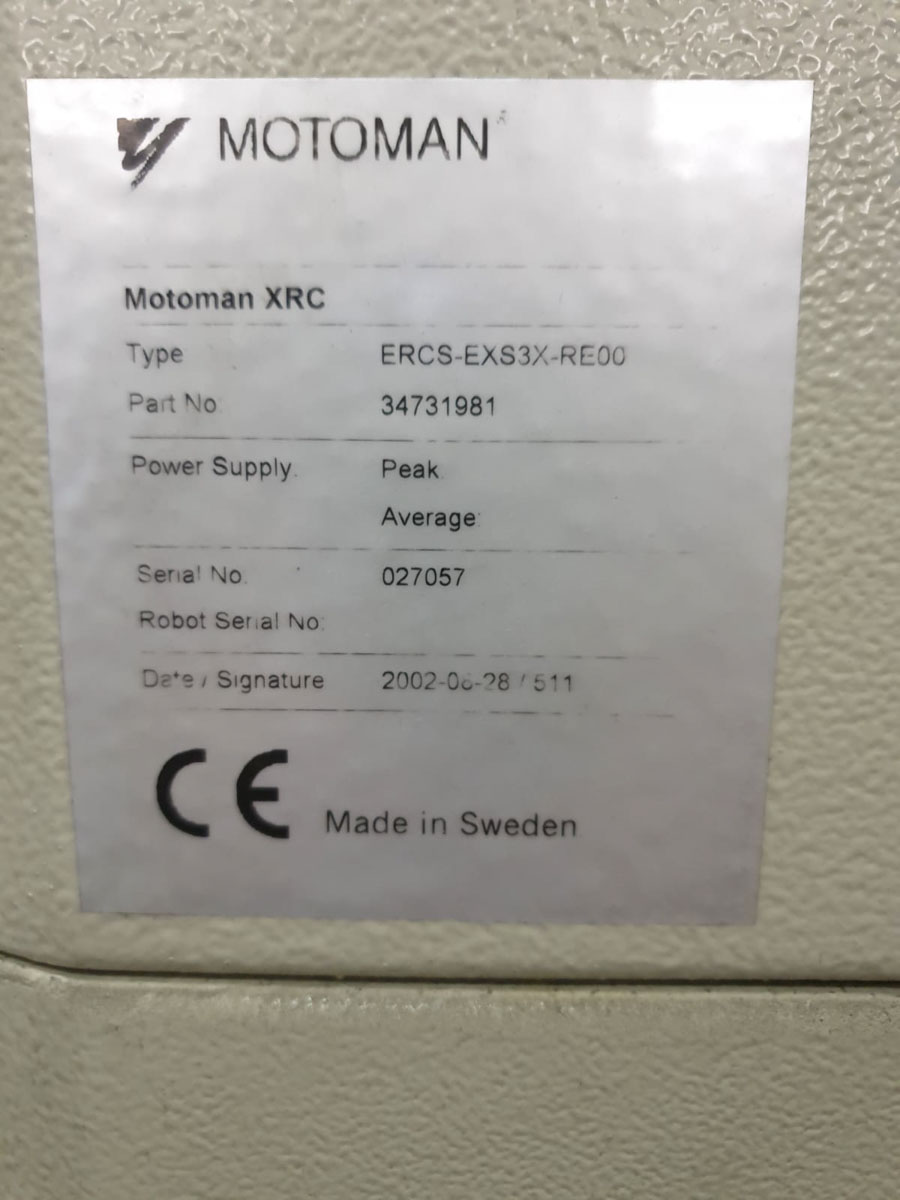 MOTOMAN
Motoman XRC
Type ERCS-EXS3X-RE00
Part No. 34731981
Power Supply: Peak:
Average:
Serial No. 027057
Robot Serial No:
Date / Signature 2002-06-28 / 511
CE Made in Sweden